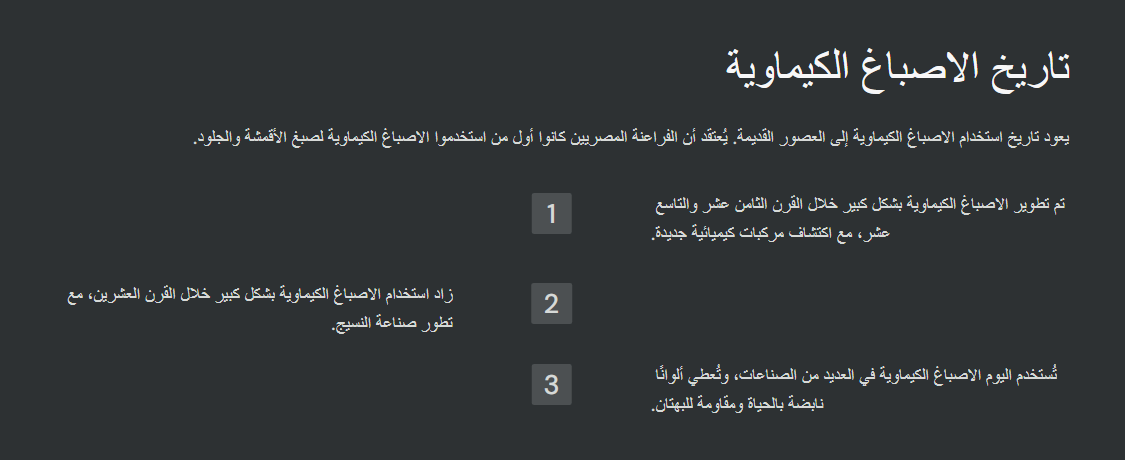 تاريخ الاصباغ الكيماوية
يعود تاريخ استخدام الاصباغ الكيماوية إلى العصور القديمة. يُعتقد أن الفراعنة المصريين كانوا أول من استخدموا الاصباغ الكيماوية لصبغ الأقمشة والجلود.
1
تم تطوير الاصباغ الكيماوية بشكل كبير خلال القرن الثامن عشر والتاسع
عشر، مع اكتشاف مركبات كيميائية جديدة.
2
زاد استخدام الاصباغ الكيماوية بشكل كبير خلال القرن العشرين، مع
تطور صناعة النسيج.
3
تُستخدم اليوم الاصباغ الكيماوية في العديد من الصناعات، وتُعطي ألوانًا
نابضة بالحياة ومقاومة للبهتان.